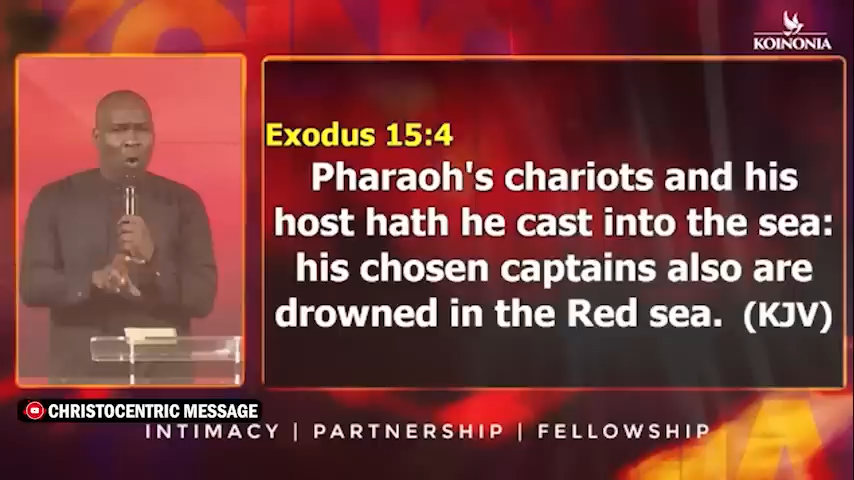 KOINONIA
Exodus 15:4
Pharaoh's chariots and his
host hath he cast into the sea:
his chosen captains also are
drowned in the Red sea. (KJV)
CHRISTOCENTRIC MESSAGE
INTIMACY | PARTNERSHIP | FELLOWSHIP